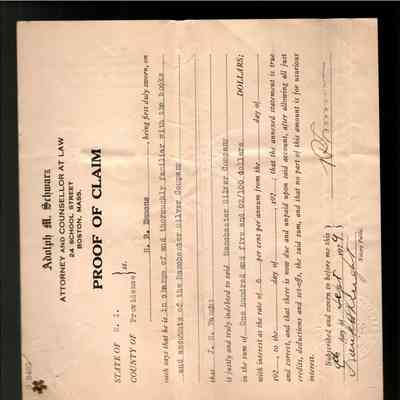 Adolph M. Schwarz
ATTORNEY AND COUNSELLOR AT LAW
24 SCHOOL STREET
BOSTON, MASS.
PROOF OF CLAIM
STATE OF R. I.
COUNTY OF Providence } ss.
, being first duly sworn, on
oath says that he is in charge of and thoroughly familiar with the books
and accounts of the Manchester Silver Company
that J. H.
is justly and truly indebted to said Manchester Silver Company
in the sum of One hundred and five and 00/100 dollars DOLLARS;
with interest at the rate of 6 per cent per annum from the day of
192 , to the day of 192 ; that the annexed statement is true
and correct, and that there is now due and unpaid upon said account, after allowing all just
credits, deductions and set-offs, the said sum, and that no part of this amount is for usurious
interest.
Subscribed and sworn to before me this
day of Sept 1929.
Notary Public